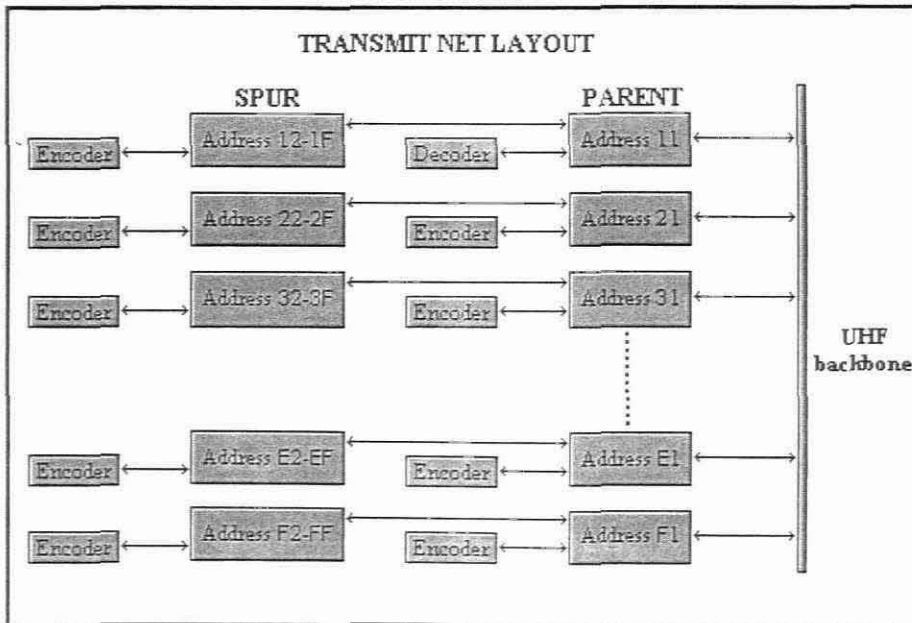 TRANSMIT NET LAYOUT
SPUR PARENT
Address 12-1F Address 11
Encoder Decoder
Address 22-2F Address 21
Encoder Encoder
Address 32-3F Address 31
Encoder Encoder
UHF
backbone
Address E2-EF Address E1
Encoder Encoder
Address F2-FF Address F1
Encoder Encoder